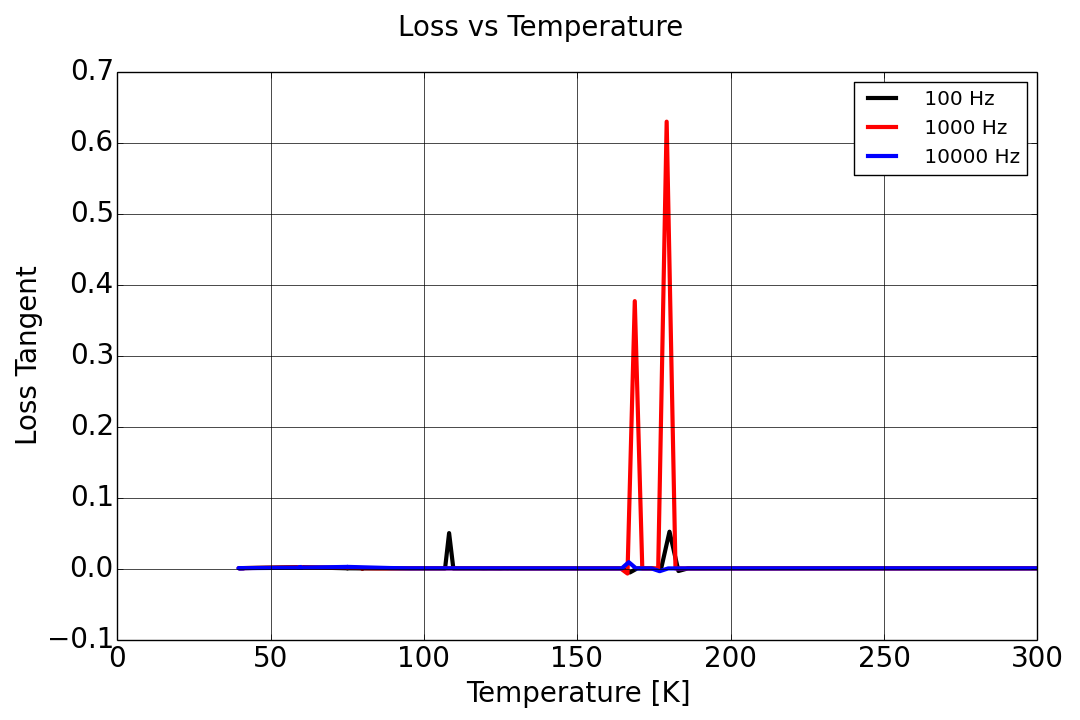 Loss vs Temperature
0.7
0.6
0.5
0.4
0.3
0.2
0.1
0.0
−0.1
Loss Tangent
100 Hz
1000 Hz
10000 Hz
0 50 100 150 200 250 300
Temperature [K]